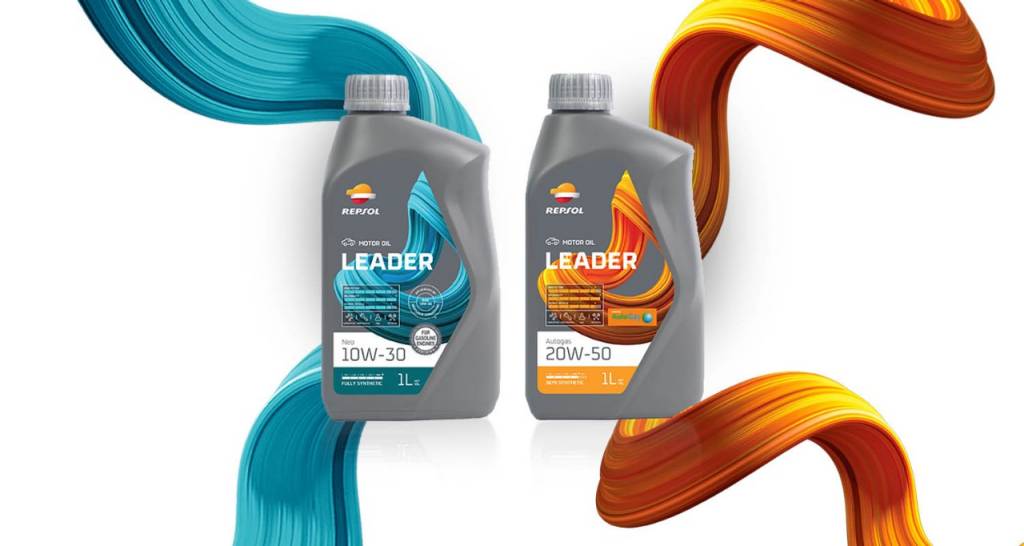 REPSOL
MOTOR OIL
LEADER
FOR
GASOLINE
ENGINES
Neo
10W-30
FULLY SYNTHETIC
1L
REPSOL
MOTOR OIL
LEADER
AutoGas
Autogas
20W-50
SEMI SYNTHETIC
1L